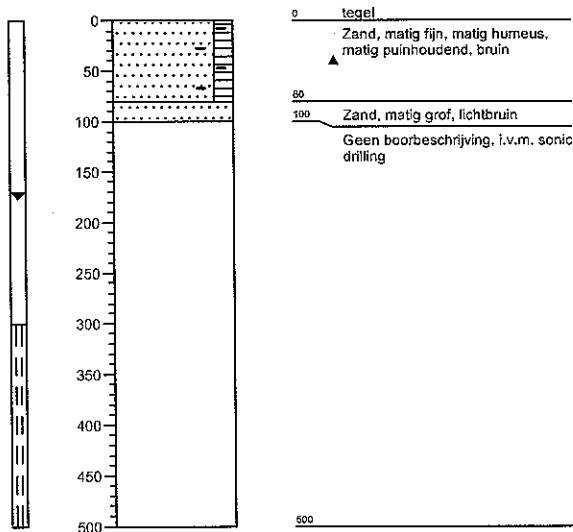 0
50
100
150
200
250
300
350
400
450
500
0 tegel
Zand, matig fijn, matig humeus,
matig puinhoudend, bruin
80
100 Zand, matig grof, lichtbruin
Geen boorbeschrijving, i.v.m. sonic
drilling
500